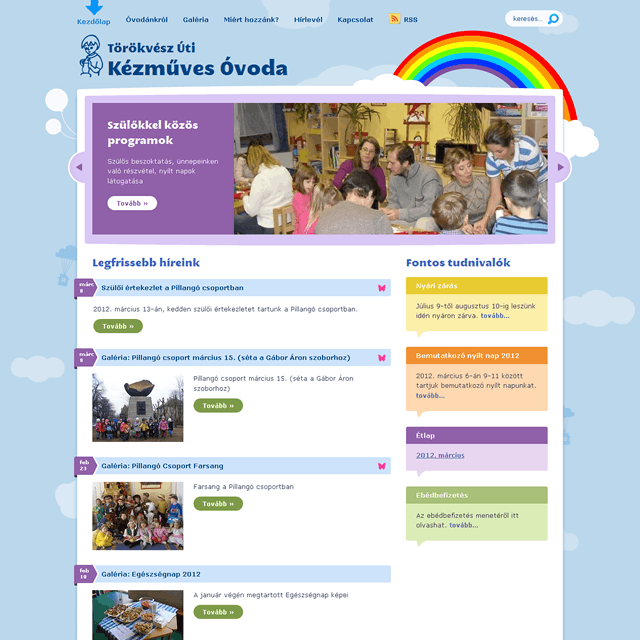 Kezdőlap Óvodánkról Galéria Miért hozzánk? Hírlevél Kapcsolat RSS keresés...
Törökvész Úti
Kézműves Óvoda
Szülőkkel közös
programok
Szülős beszoktatás, ünnepeinken
való részvétel, nyílt napok
látogatása
Tovább »
Legfrissebb híreink
márc
8
Szülői értekezlet a Pillangó csoportban
2012. március 13-án, kedden szülői értekezletet tartunk a Pillangó csoportban.
Tovább »
márc
8
Galéria: Pillangó csoport március 15. (séta a Gábor Áron szoborhoz)
Pillangó csoport március 15. (séta a Gábor Áron
szoborhoz)
Tovább »
feb
23
Galéria: Pillangó Csoport Farsang
Farsang a Pillangó csoportban
Tovább »
feb
10
Galéria: Egészségnap 2012
A január végén megtartott Egészségnap képei
Tovább »
Fontos tudnivalók
Nyári zárás
Július 9-től augusztus 10-ig leszünk
idén nyáron zárva. tovább...
Bemutatkozó nyílt nap 2012
2012. március 6-án 9-11 között
tartjuk bemutatkozó nyílt napunkat.
tovább...
Étlap
2012. március
Ebédbefizetés
Az ebédbefizetés menetéről itt
olvashat. tovább...